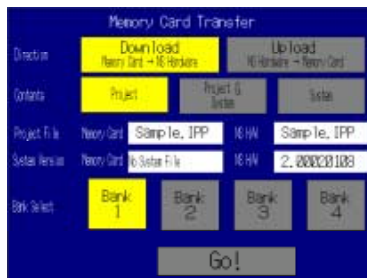 Memory Card Transfer
Direction
Download
Memory Card → NS Hardware
Upload
NS Hardware → Memory Card
Contents
Project
Project &
System
System
Project File
Memory Card
Sample.IPP
NS H/W
Sample.IPP
System Version
Memory Card
No System File
NS H/W
2.00020108
Bank Select
Bank
1
Bank
2
Bank
3
Bank
4
Go!